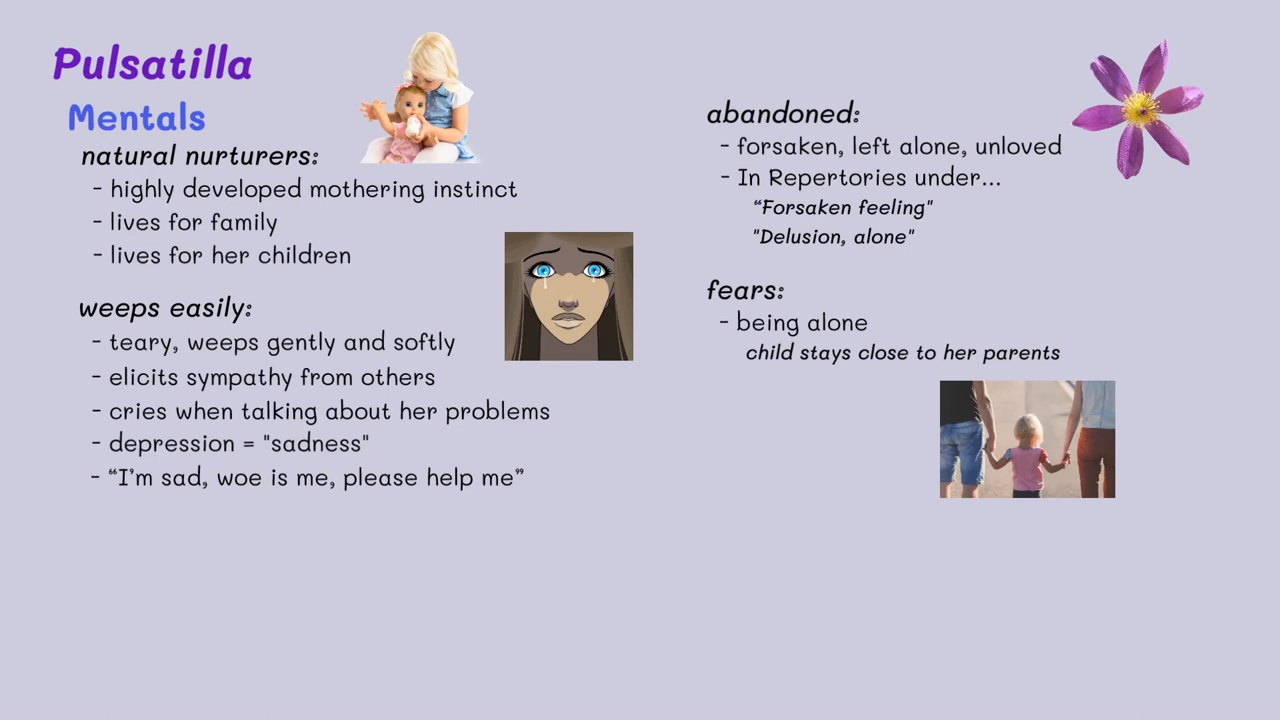 Pulsatilla
Mentals
natural nurturers:
- highly developed mothering instinct
- lives for family
- lives for her children
weeps easily:
- teary, weeps gently and softly
- elicits sympathy from others
- cries when talking about her problems
- depression = "sadness"
- “I'm sad, woe is me, please help me”
abandoned:
- forsaken, left alone, unloved
- In Repertories under...
“Forsaken feeling"
"Delusion, alone"
fears:
- being alone
child stays close to her parents